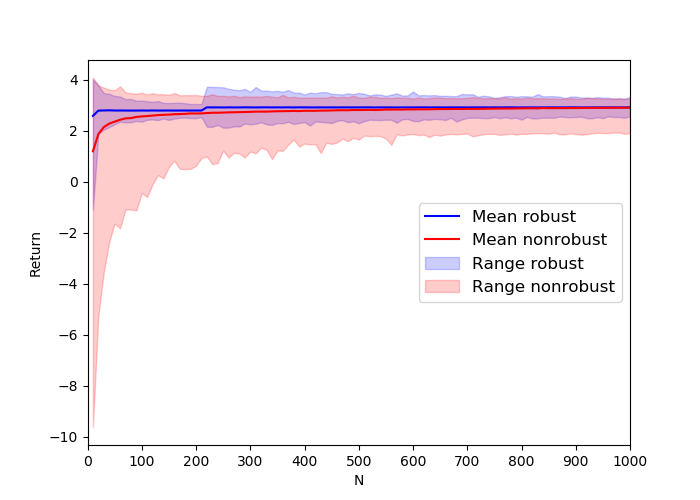 4
2
0
−2
−4
−6
−8
−10
Return
Mean robust
Mean nonrobust
Range robust
Range nonrobust
0 100 200 300 400 500 600 700 800 900 1000
N